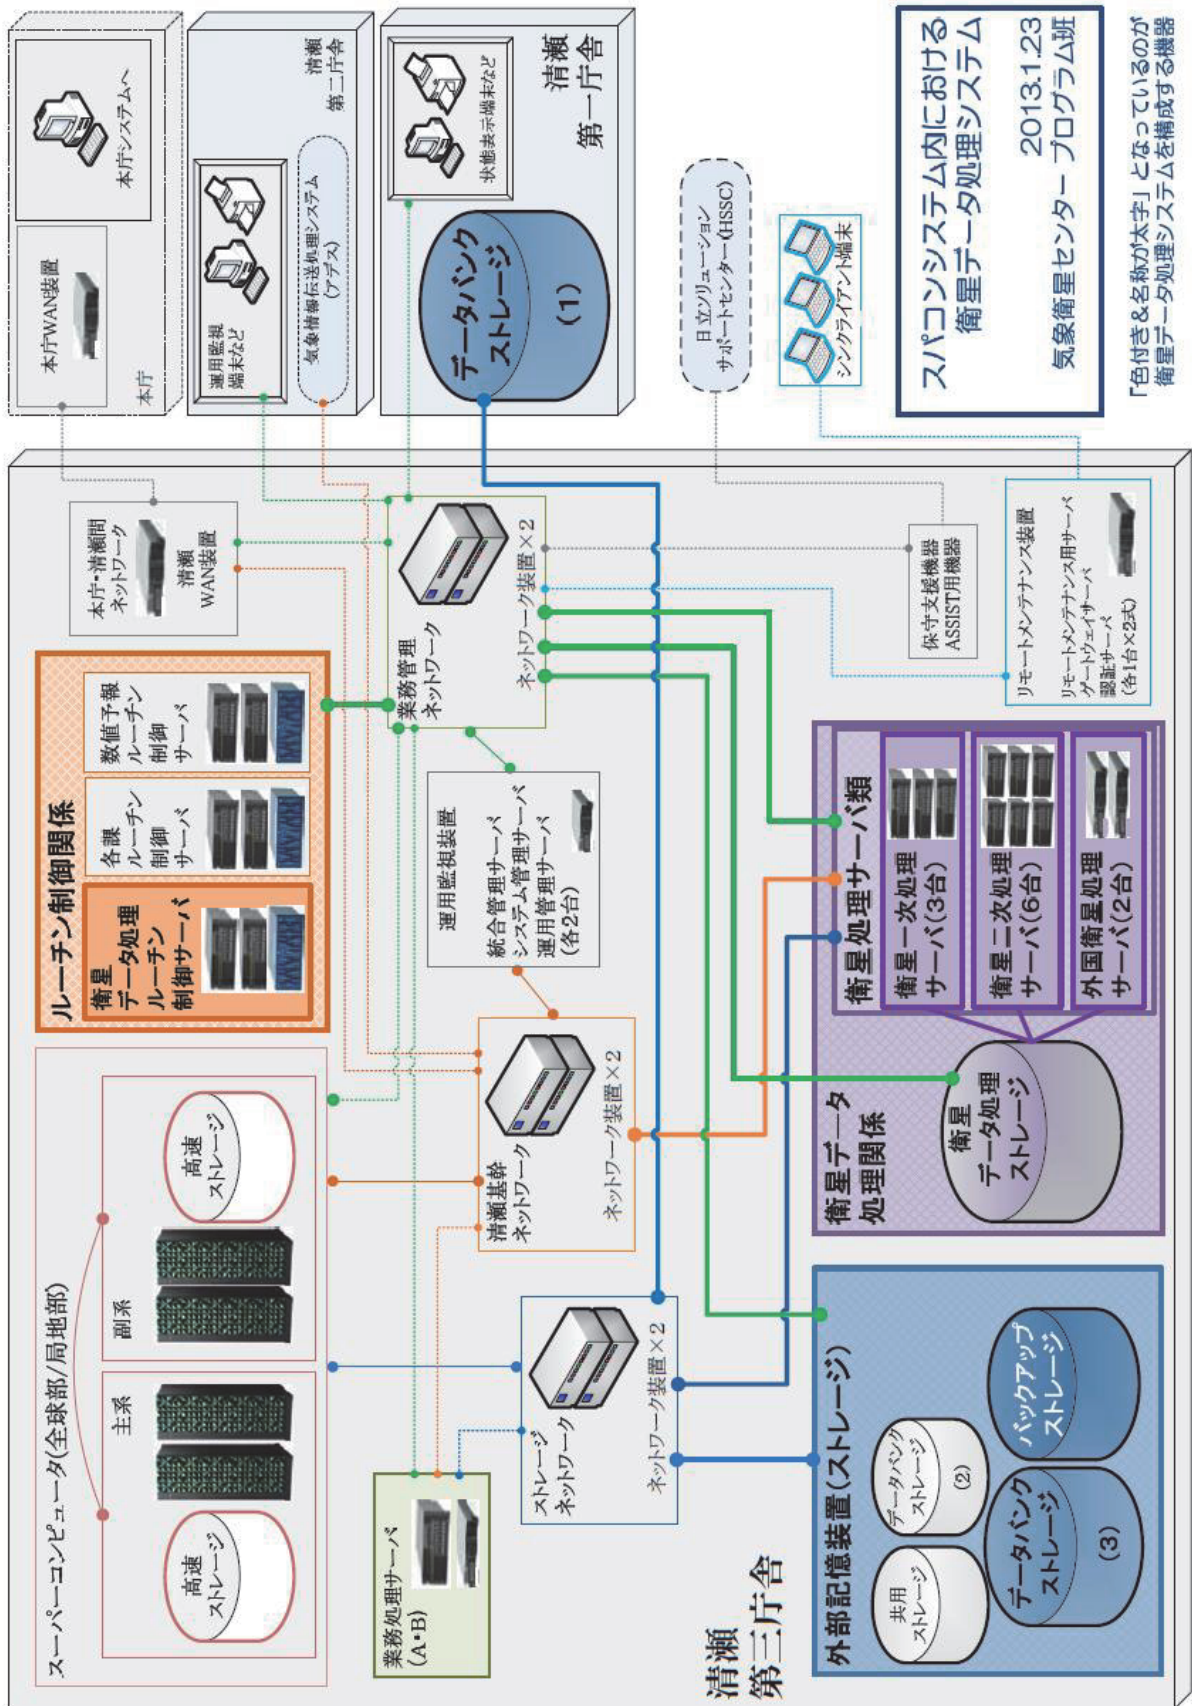 スーパーコンピュータ(全球部/局地部)
主系
副系
高速
ストレージ
高速
ストレージ
ルーチン制御関係
衛星
データ処理
ルーチン
制御サーバ
各課
ルーチン
制御
サーバ
数値予報
ルーチン
制御
サーバ
本庁・清瀬間
ネットワーク
清瀬
WAN装置
本庁WAN装置
本庁
本庁システムへ
業務処理サーバ
(A・B)
ストレージ
ネットワーク
ネットワーク装置×2
清瀬基幹
ネットワーク
ネットワーク装置×2
運用監視装置
統合管理サーバ
システム管理サーバ
運用管理サーバ
(各2台)
業務管理
ネットワーク
ネットワーク装置×2
運用監視
端末など
清瀬
第二庁舎
気象情報伝送処理システム
(アデス)
状態表示端末など
清瀬
第一庁舎
データバンク
ストレージ
(1)
清瀬
第三庁舎
外部記憶装置(ストレージ)
共用
ストレージ
データバンク
ストレージ
(2)
データバンク
ストレージ
(3)
バックアップ
ストレージ
衛星データ
処理関係
衛星
データ処理
ストレージ
衛星処理サーバ類
衛星一次処理
サーバ(3台)
衛星二次処理
サーバ(6台)
外国衛星処理
サーバ(2台)
保守支援機器
ASSIST用機器
リモートメンテナンス装置
リモートメンテナンス用サーバ
ゲートウェイサーバ
認証サーバ
(各1台×2式)
日立ソリューション
サポートセンター(HSSC)
シンクライアント端末
スパコンシステム内における
衛星データ処理システム
2013.1.23
気象衛星センター プログラム班
「色付き&名称が太字」となっているのが
衛星データ処理システムを構成する機器